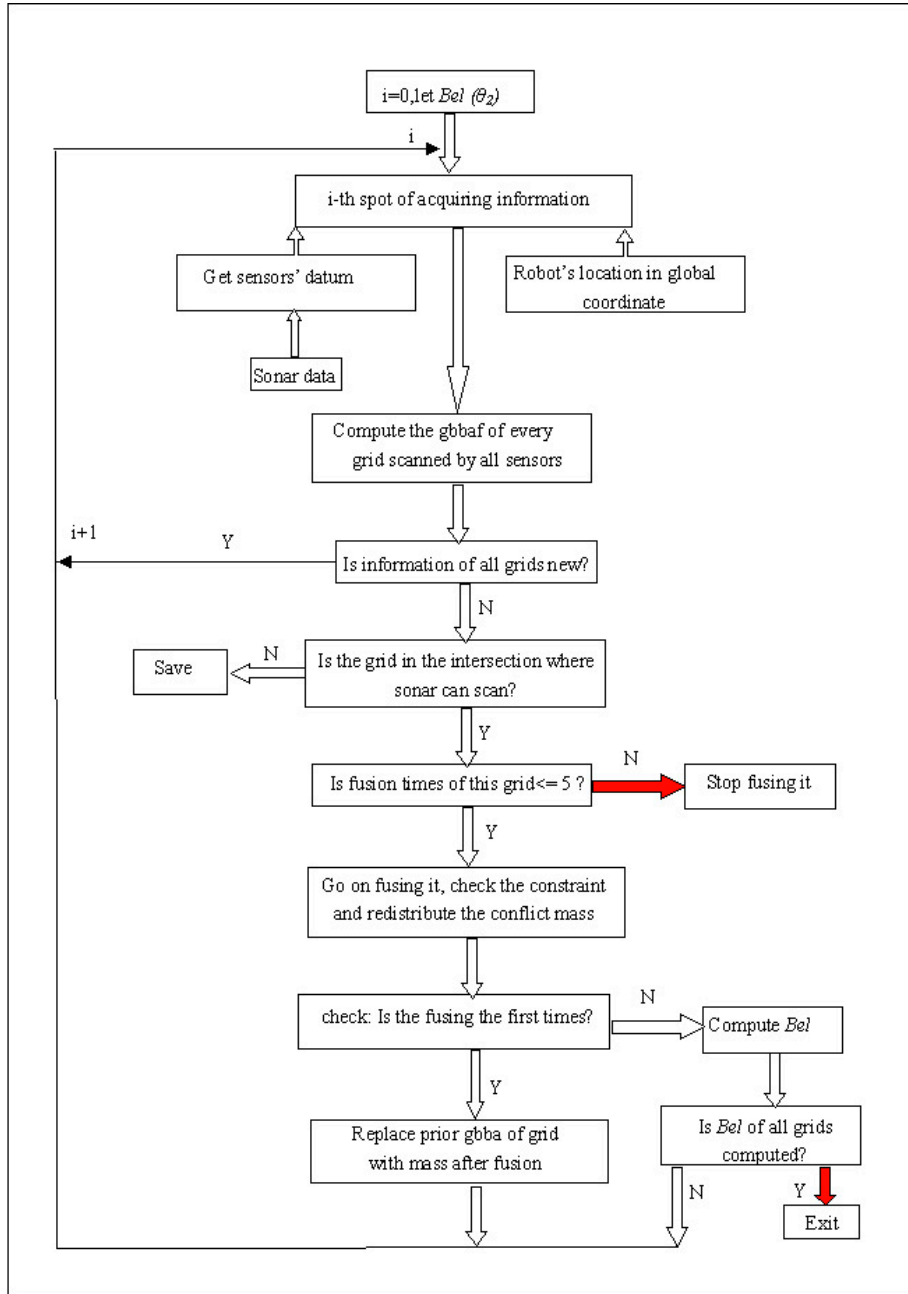 i=0,let Bel (θ₂)
i
i-th spot of acquiring information
Get sensors' datum
Robot's location in global
coordinate
Sonar data
Compute the gbbaf of every
grid scanned by all sensors
i+1
Y
Is information of all grids new?
N
Save
N
Is the grid in the intersection where
sonar can scan?
Y
Is fusion times of this grid<= 5 ?
N
Stop fusing it
Y
Go on fusing it, check the constraint
and redistribute the conflict mass
check: Is the fusing the first times?
N
Compute Bel
Y
Replace prior gbba of grid
with mass after fusion
Is Bel of all grids
computed?
N
Y
Exit